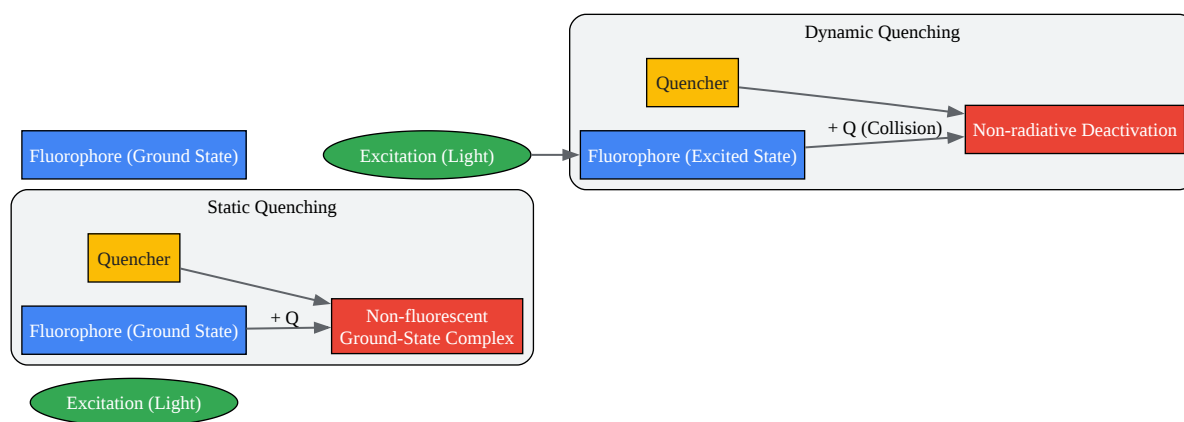 Dynamic Quenching
Quencher
+ Q (Collision)
Non-radiative Deactivation
Fluorophore (Ground State)
Excitation (Light)
Fluorophore (Excited State)
Static Quenching
Quencher
+ Q
Fluorophore (Ground State)
Non-fluorescent
Ground-State Complex
Excitation (Light)